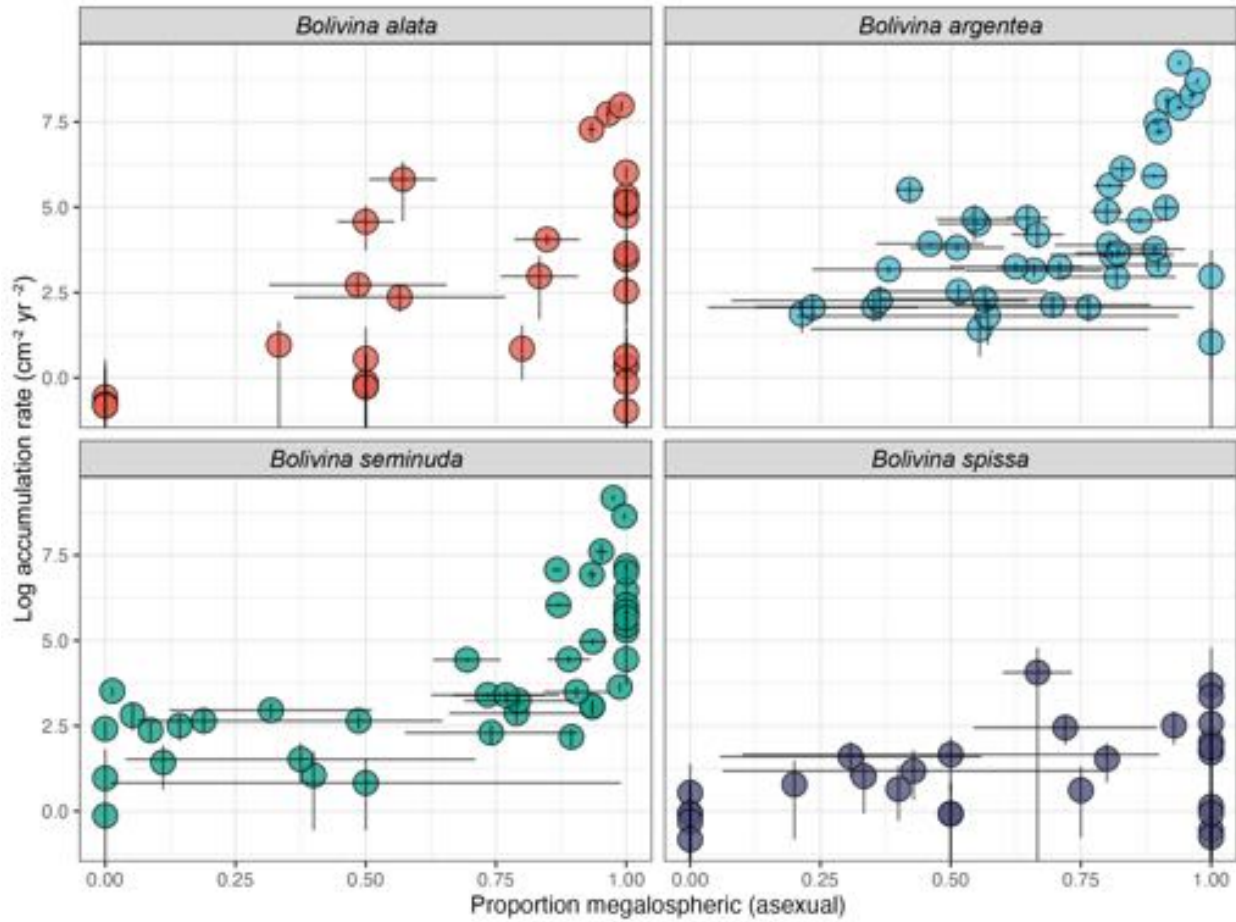 Bolivina alata
Bolivina argentea
7.5
5.0
2.5
0.0
Bolivina seminuda
Bolivina spissa
7.5
5.0
2.5
0.0
Log accumulation rate (cm⁻² yr⁻²)
0.00 0.25 0.50 0.75 1.00 0.00 0.25 0.50 0.75 1.00
Proportion megalospheric (asexual)